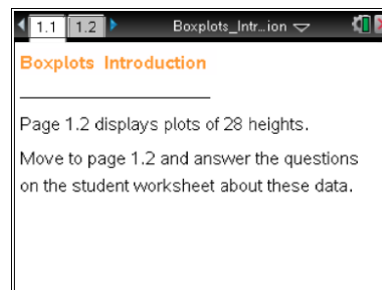 1.1 1.2 Boxplots_Intr...ion
Boxplots Introduction
Page 1.2 displays plots of 28 heights.
Move to page 1.2 and answer the questions
on the student worksheet about these data.